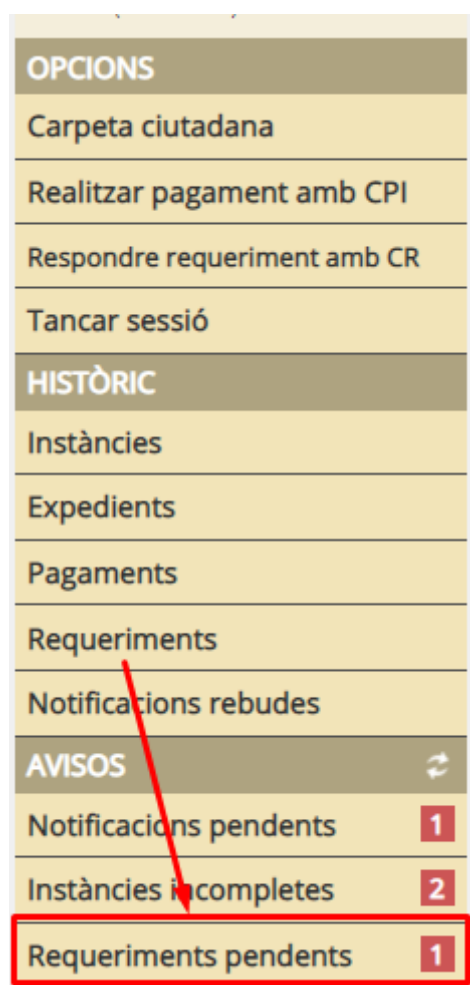 OPCIONS
Carpeta ciutadana
Realitzar pagament amb CPI
Respondre requeriment amb CR
Tancar sessió
HISTÒRIC
Instàncies
Expedients
Pagaments
Requeriments
Notificacions rebudes
AVISOS
Notificacions pendents 1
Instàncies incompletes 2
Requeriments pendents 1